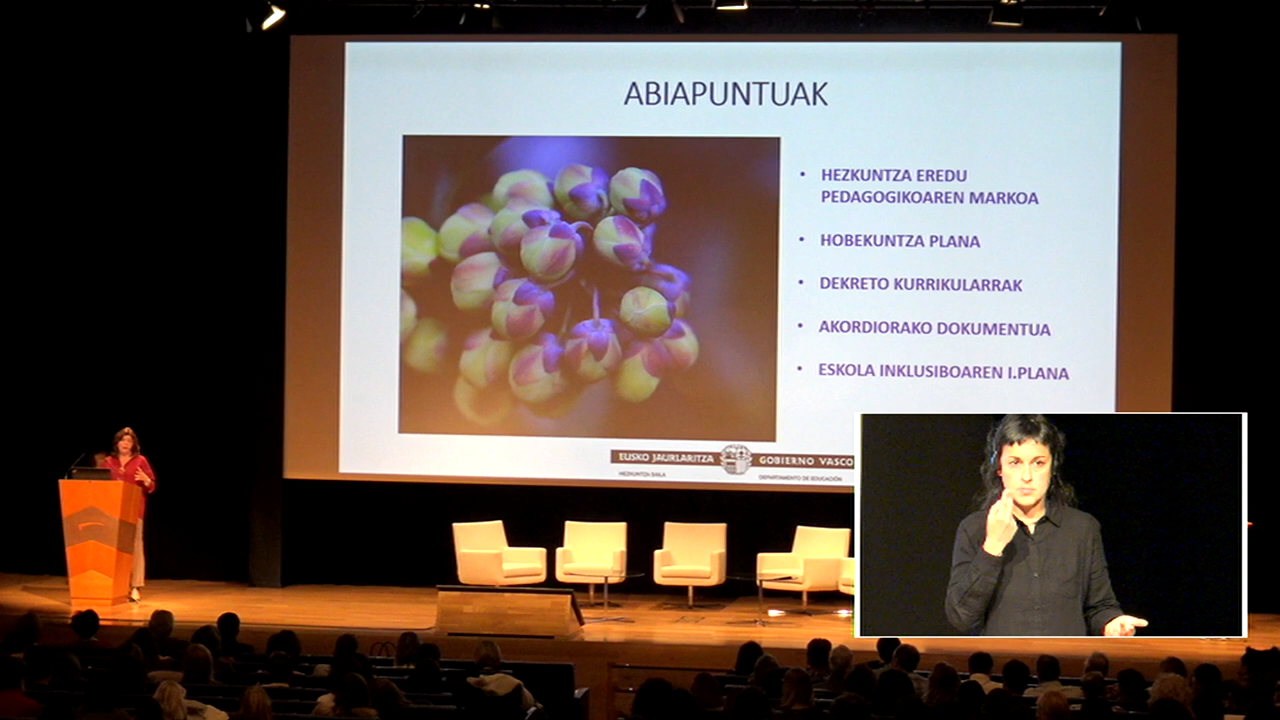 ABIAPUNTUAK
• HEZKUNTZA EREDU
PEDAGOGIKOAREN MARKOA
• HOBEKUNTZA PLANA
• DEKRETO KURRIKULARRAK
• AKORDIORAKO DOKUMENTUA
• ESKOLA INKLUSIBOAREN I.PLANA
EUSKO JAURLARITZA GOBIERNO VASCO
HEZKUNTZA SAILA DEPARTAMENTO DE EDUCACIÓN